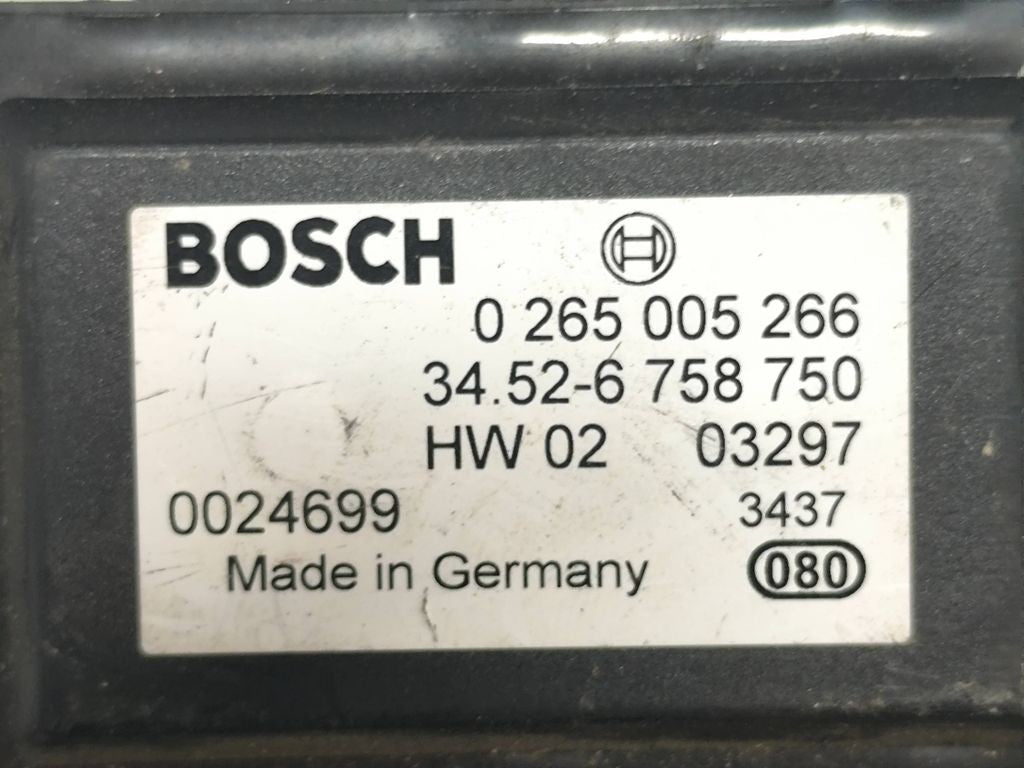 BOSCH
0 265 005 266
34.52-6 758 750
HW 02 03297
0024699 3437
Made in Germany 080